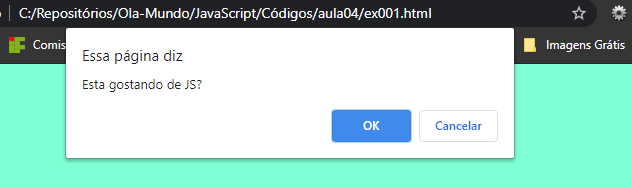 C:/Repositórios/Ola-Mundo/JavaScript/Códigos/aula04/ex001.html
Comis
Imagens Grátis
Essa página diz
Esta gostando de JS?
OK Cancelar